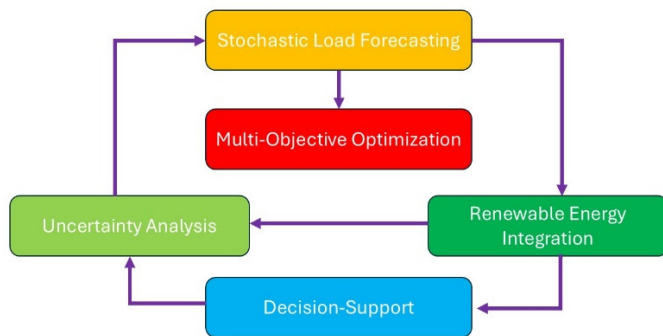 Stochastic Load Forecasting
Multi-Objective Optimization
Uncertainty Analysis
Renewable Energy
Integration
Decision-Support